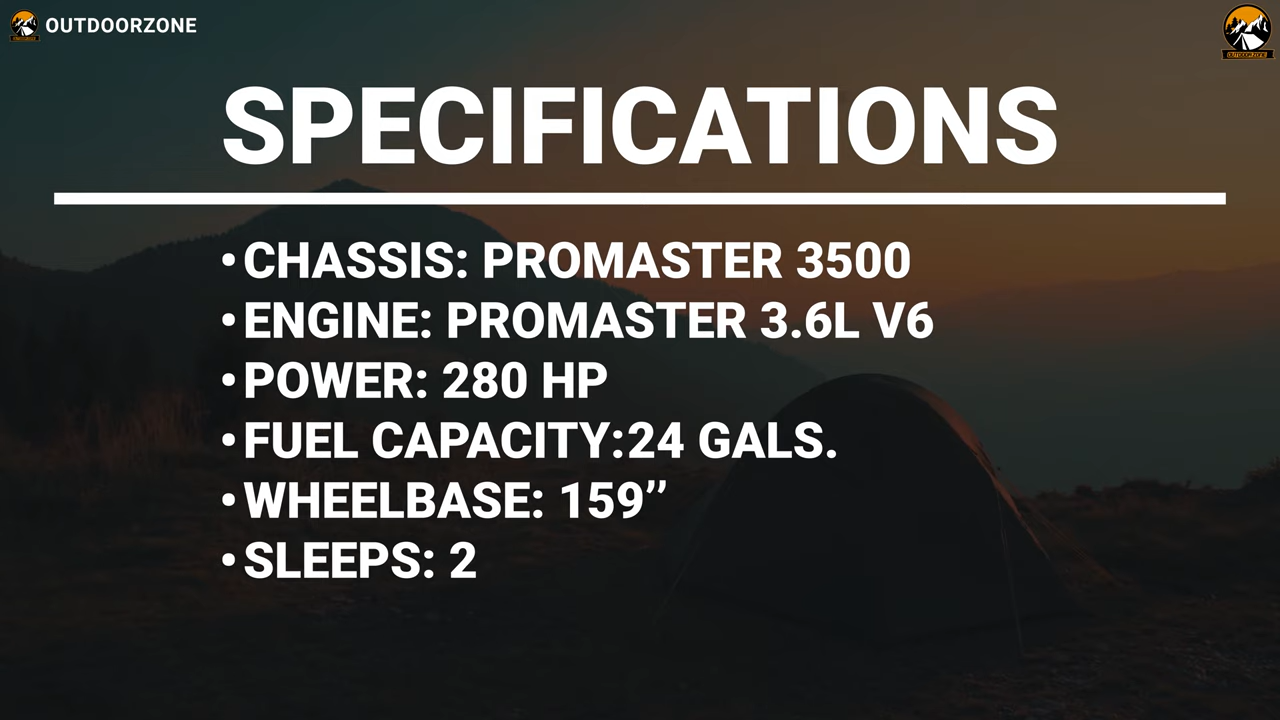 OUTDOORZONE
SPECIFICATIONS
• CHASSIS: PROMASTER 3500
• ENGINE: PROMASTER 3.6L V6
• POWER: 280 HP
• FUEL CAPACITY:24 GALS.
• WHEELBASE: 159’’
• SLEEPS: 2
OUTDOORZONE